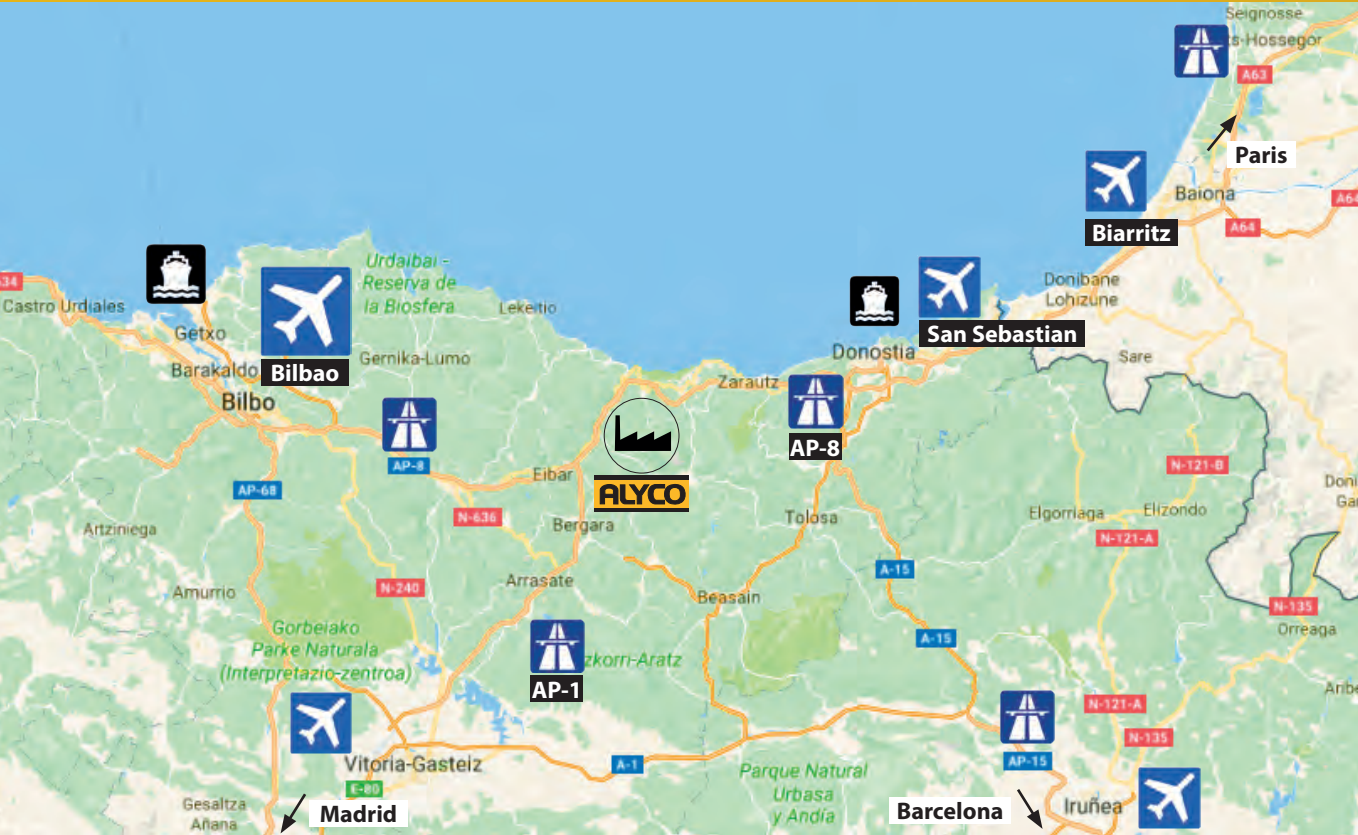 Seignosse
ts-Hossegor
A63
Paris
Baiona
A64
A64
Biarritz
Urdaibai -
Reserva de
la Biosfera
634
Castro Urdiales
Getxo
Lekeitio
Donibane
Lohizune
San Sebastian
Donostia
Sare
Barakaldo
Bilbao
Gernika-Lumo
Zarautz
Bilbo
AP-8
AP-8
Eibar
ALYCO
N-121-B
AP-68
N-636
Bergara
Tolosa
Elgorriaga
Elizondo
Doni
Ga
Artziniega
N-121-A
Arrasate
A-15
Amurrio
N-240
Beasain
N-135
Orreaga
Gorbeiako
Parke Naturala
(Interpretazio-zentroa)
A-15
zkorri-Aratz
AP-1
Aribe
N-121-A
N-135
Vitoria-Gasteiz
A-1
AP-15
Parque Natural
Urbasa
y Andía
E-80
Gesaltza
Añana
Madrid
Barcelona
Iruñea